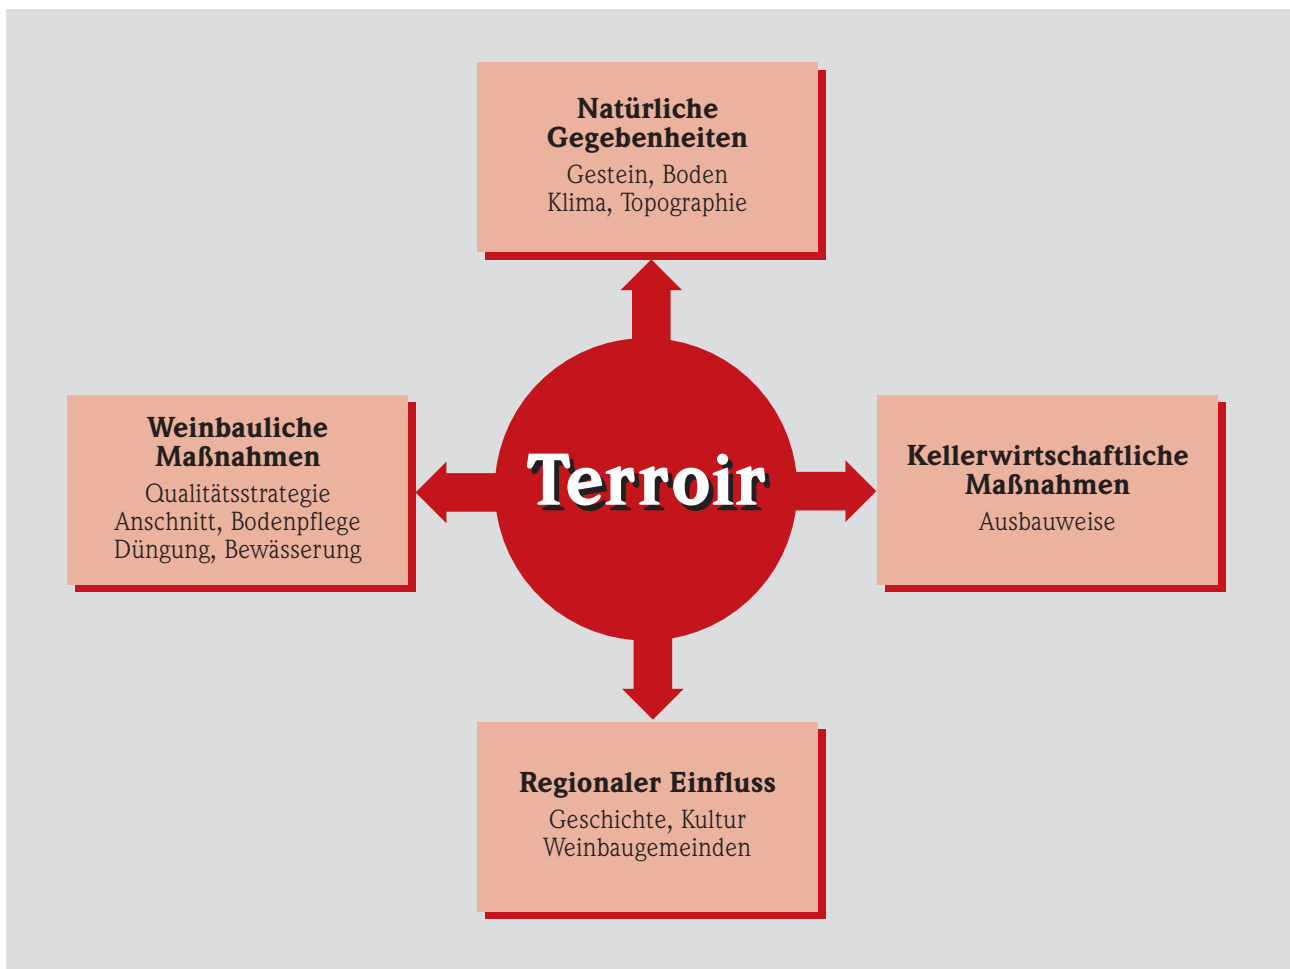 Natürliche
Gegebenheiten
Gestein, Boden
Klima, Topographie
Weinbauliche
Maßnahmen
Qualitätsstrategie
Anschnitt, Bodenpflege
Düngung, Bewässerung
Terroir
Kellerwirtschaftliche
Maßnahmen
Ausbauweise
Regionaler Einfluss
Geschichte, Kultur
Weinbaugemeinden